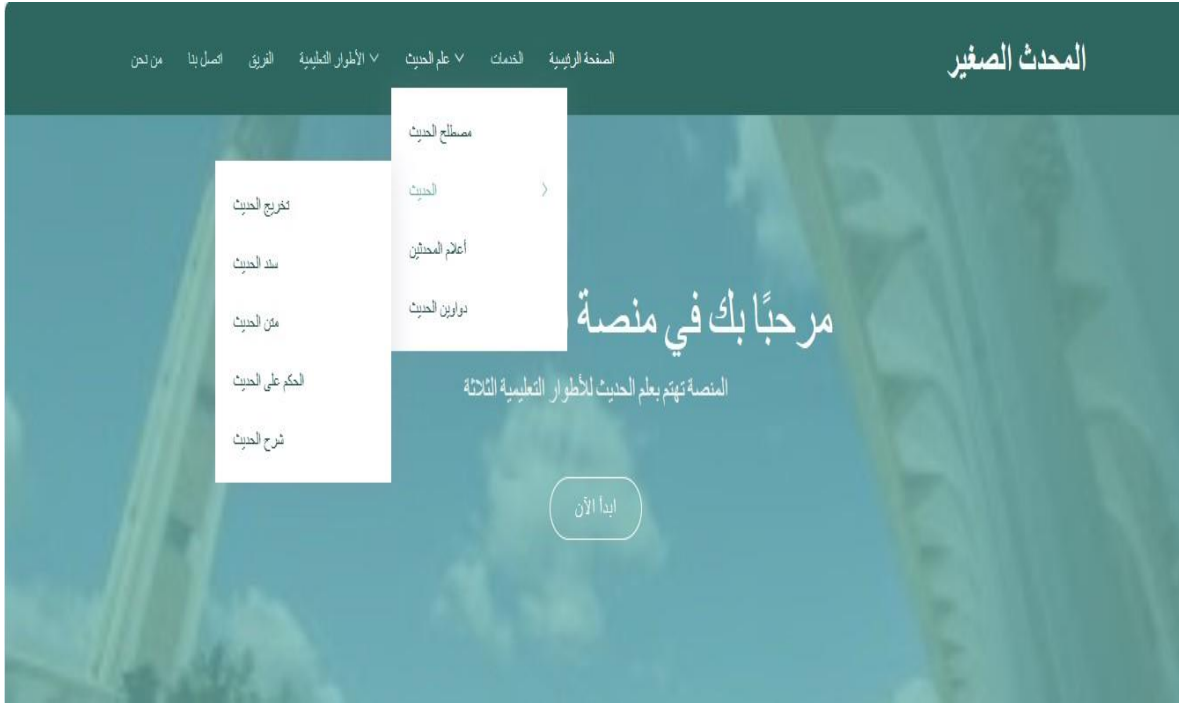 المحدث الصغير
الصفحة الرئيسية
الخدمات
علم الحديث
الأطوار التعليمية
الفريق
اتصل بنا
من نحن
مصطلح الحديث
الحديث
أعلام المحدثين
دواوين الحديث
تخريج الحديث
سند الحديث
متن الحديث
الحكم على الحديث
شرح الحديث
مرحبًا بك في منصة
المنصة تهتم بعلم الحديث للأطوار التعليمية الثلاثة
ابدأ الآن